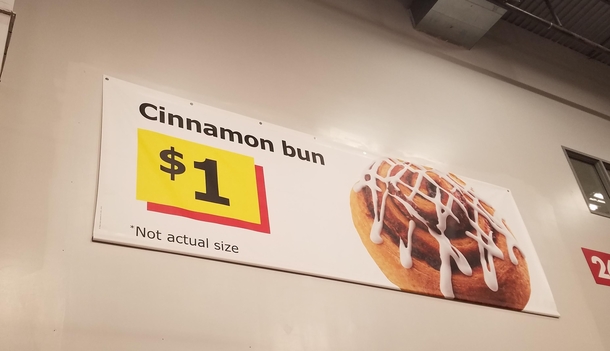 Cinnamon bun
$1
*Not actual size